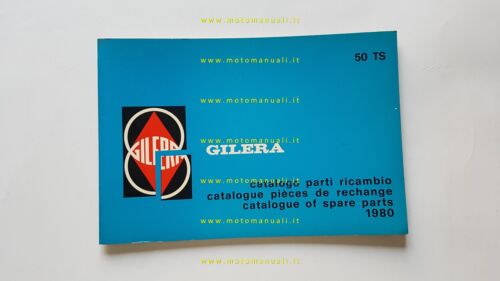 www.motomanuali.it
50 TS
www.motomanuali.it
www.motomanuali.it
GILERA
GILERA
www.motomanuali.it
catalogo parti ricambio
catalogue pièces de rechange
catalogue of spare parts
1980
www.motomanuali.it
www.motomanuali.it
www.motomanuali.it